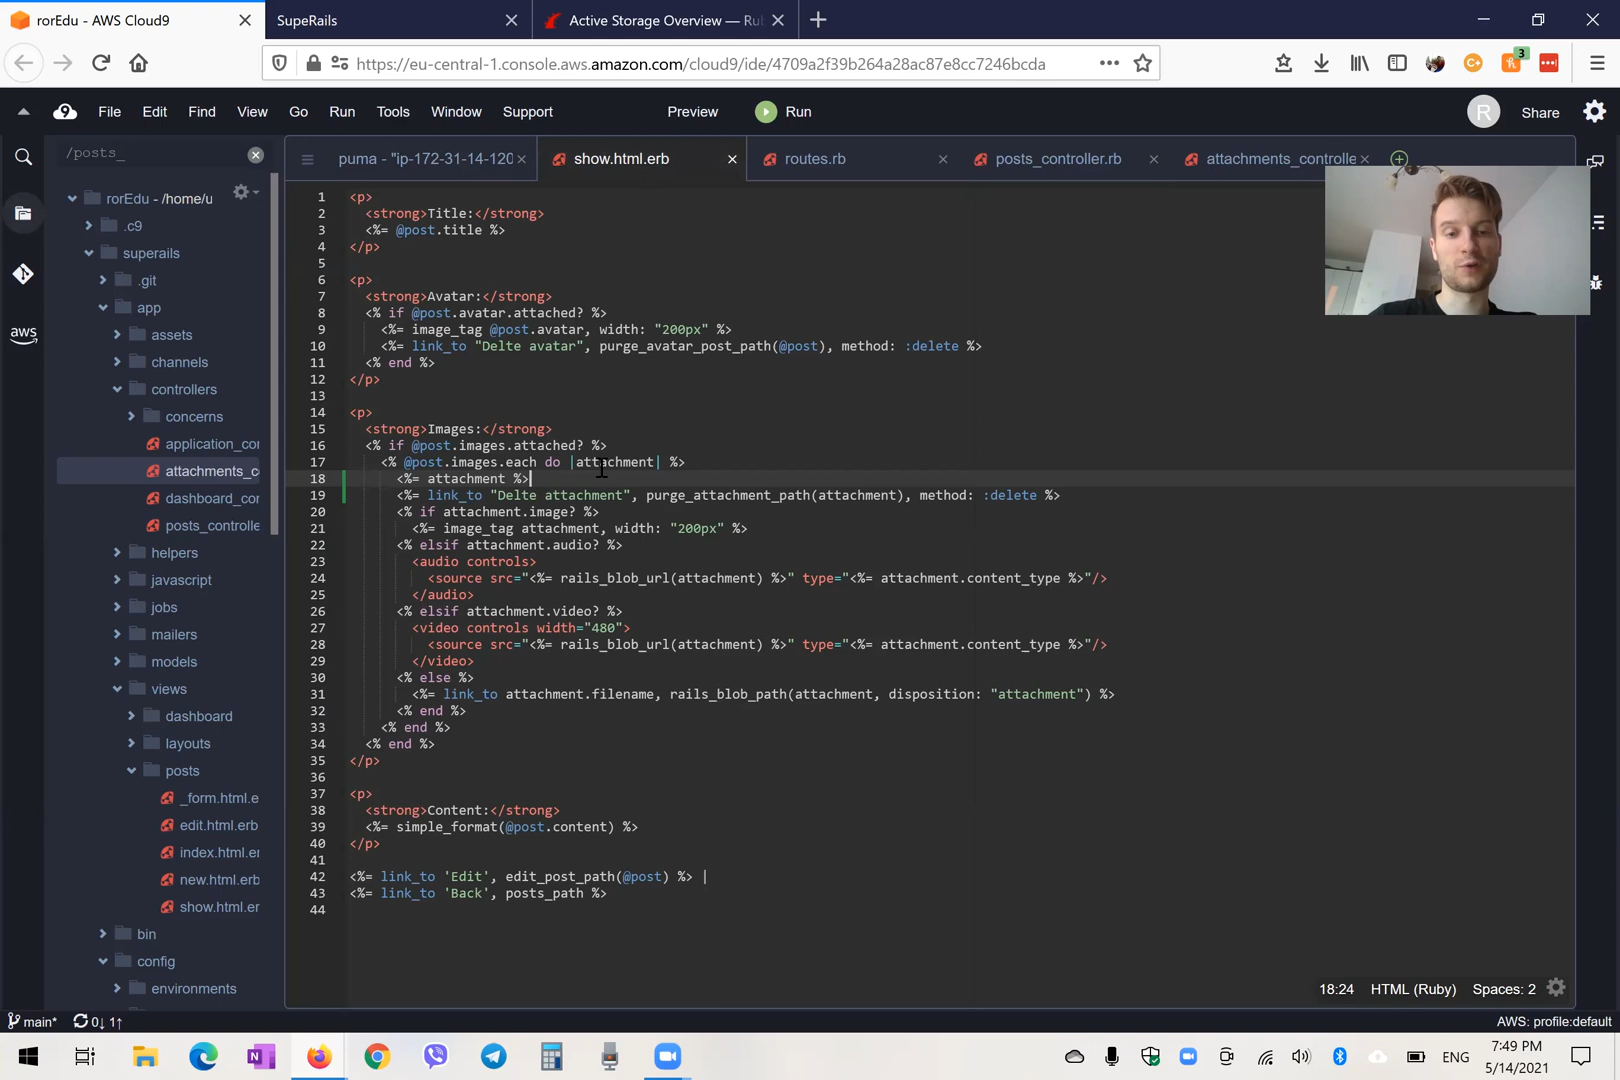 rorEdu - AWS Cloud9
SupeRails
Active Storage Overview — Ru
https://eu-central-1.console.aws.amazon.com/cloud9/ide/4709a2f39b264a28ac87e8cc7246bcda
3
File Edit Find View Go Run Tools Window Support Preview Run R Share
/posts_
puma - "ip-172-31-14-120
show.html.erb
routes.rb
posts_controller.rb
attachments_controlle
aws
rorEdu - /home/u
.c9
superails
.git
app
assets
channels
controllers
concerns
application_cor
attachments_c
dashboard_cor
posts_controlle
helpers
javascript
jobs
mailers
models
views
dashboard
layouts
posts
_form.html.e
edit.html.erb
index.html.er
new.html.erb
show.html.er
bin
config
environments
1 <p>
2 <strong>Title:</strong>
3 <%= @post.title %>
4 </p>
5
6 <p>
7 <strong>Avatar:</strong>
8 <% if @post.avatar.attached? %>
9 <%= image_tag @post.avatar, width: "200px" %>
10 <%= link_to "Delte avatar", purge_avatar_post_path(@post), method: :delete %>
11 <% end %>
12 </p>
13
14 <p>
15 <strong>Images:</strong>
16 <% if @post.images.attached? %>
17 <% @post.images.each do |attachment| %>
18 <%= attachment %>
19 <%= link_to "Delte attachment", purge_attachment_path(attachment), method: :delete %>
20 <% if attachment.image? %>
21 <%= image_tag attachment, width: "200px" %>
22 <% elsif attachment.audio? %>
23 <audio controls>
24 <source src="<%= rails_blob_url(attachment) %>" type="<%= attachment.content_type %>"/>
25 </audio>
26 <% elsif attachment.video? %>
27 <video controls width="480">
28 <source src="<%= rails_blob_url(attachment) %>" type="<%= attachment.content_type %>"/>
29 </video>
30 <% else %>
31 <%= link_to attachment.filename, rails_blob_path(attachment, disposition: "attachment") %>
32 <% end %>
33 <% end %>
34 <% end %>
35 </p>
36
37 <p>
38 <strong>Content:</strong>
39 <%= simple_format(@post.content) %>
40 </p>
41
42 <%= link_to 'Edit', edit_post_path(@post) %> |
43 <%= link_to 'Back', posts_path %>
44
18:24 HTML (Ruby) Spaces: 2
main* 0↓ 1↑
AWS: profile:default
ENG
7:49 PM
5/14/2021